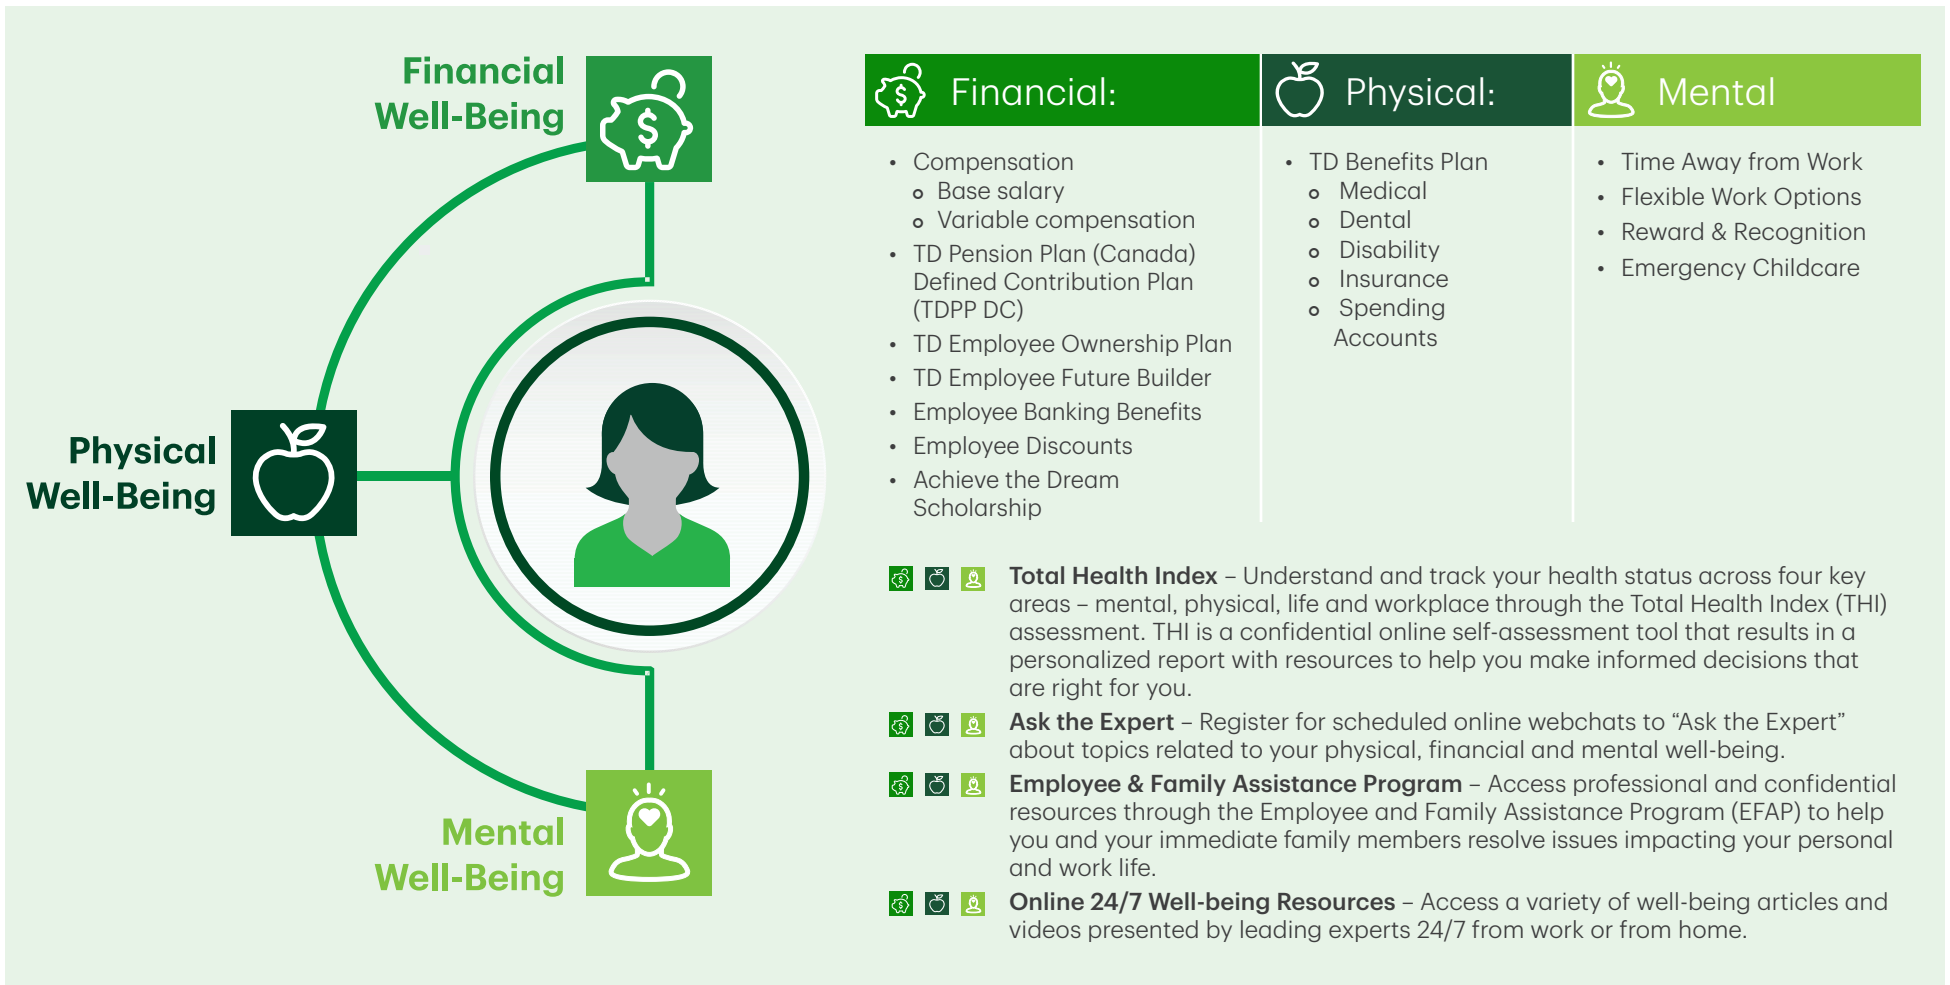 Financial
Well-Being
Physical
Well-Being
Mental
Well-Being
Financial:
• Compensation
o Base salary
o Variable compensation
• TD Pension Plan (Canada)
Defined Contribution Plan
(TDPP DC)
• TD Employee Ownership Plan
• TD Employee Future Builder
• Employee Banking Benefits
• Employee Discounts
• Achieve the Dream
Scholarship
Physical:
• TD Benefits Plan
o Medical
o Dental
o Disability
o Insurance
o Spending
Accounts
Mental
• Time Away from Work
• Flexible Work Options
• Reward & Recognition
• Emergency Childcare
Total Health Index – Understand and track your health status across four key
areas – mental, physical, life and workplace through the Total Health Index (THI)
assessment. THI is a confidential online self-assessment tool that results in a
personalized report with resources to help you make informed decisions that
are right for you.
Ask the Expert – Register for scheduled online webchats to “Ask the Expert”
about topics related to your physical, financial and mental well-being.
Employee & Family Assistance Program – Access professional and confidential
resources through the Employee and Family Assistance Program (EFAP) to help
you and your immediate family members resolve issues impacting your personal
and work life.
Online 24/7 Well-being Resources – Access a variety of well-being articles and
videos presented by leading experts 24/7 from work or from home.